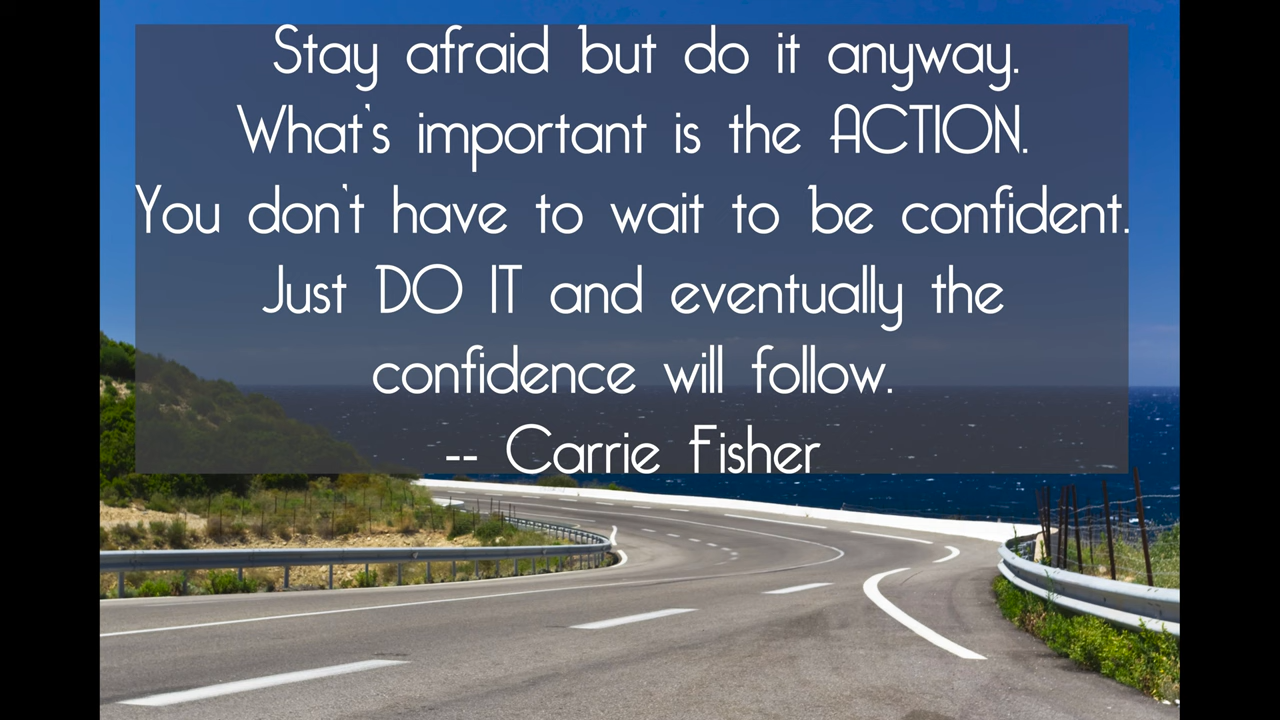 Stay afraid but do it anyway.
What's important is the ACTION.
You don't have to wait to be confident.
Just DO IT and eventually the
confidence will follow.
-- Carrie Fisher